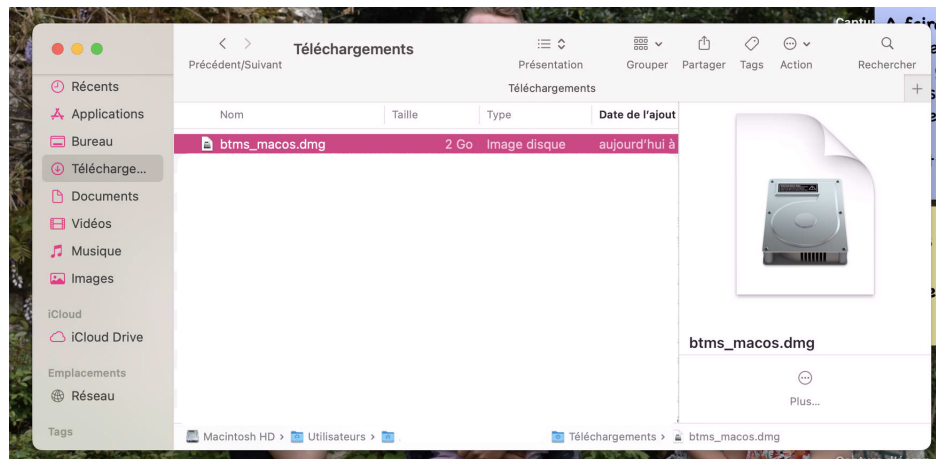 Téléchargements
Précédent/Suivant
Présentation
Grouper
Partager
Tags
Action
Rechercher
Téléchargements
Récents
Applications
Bureau
Télécharge...
Documents
Vidéos
Musique
Images
iCloud
iCloud Drive
Emplacements
Réseau
Tags
Nom Taille Type Date de l’ajout
btms_macos.dmg 2 Go Image disque aujourd’hui à
btms_macos.dmg
Plus...
Macintosh HD › Utilisateurs › Téléchargements › btms_macos.dmg